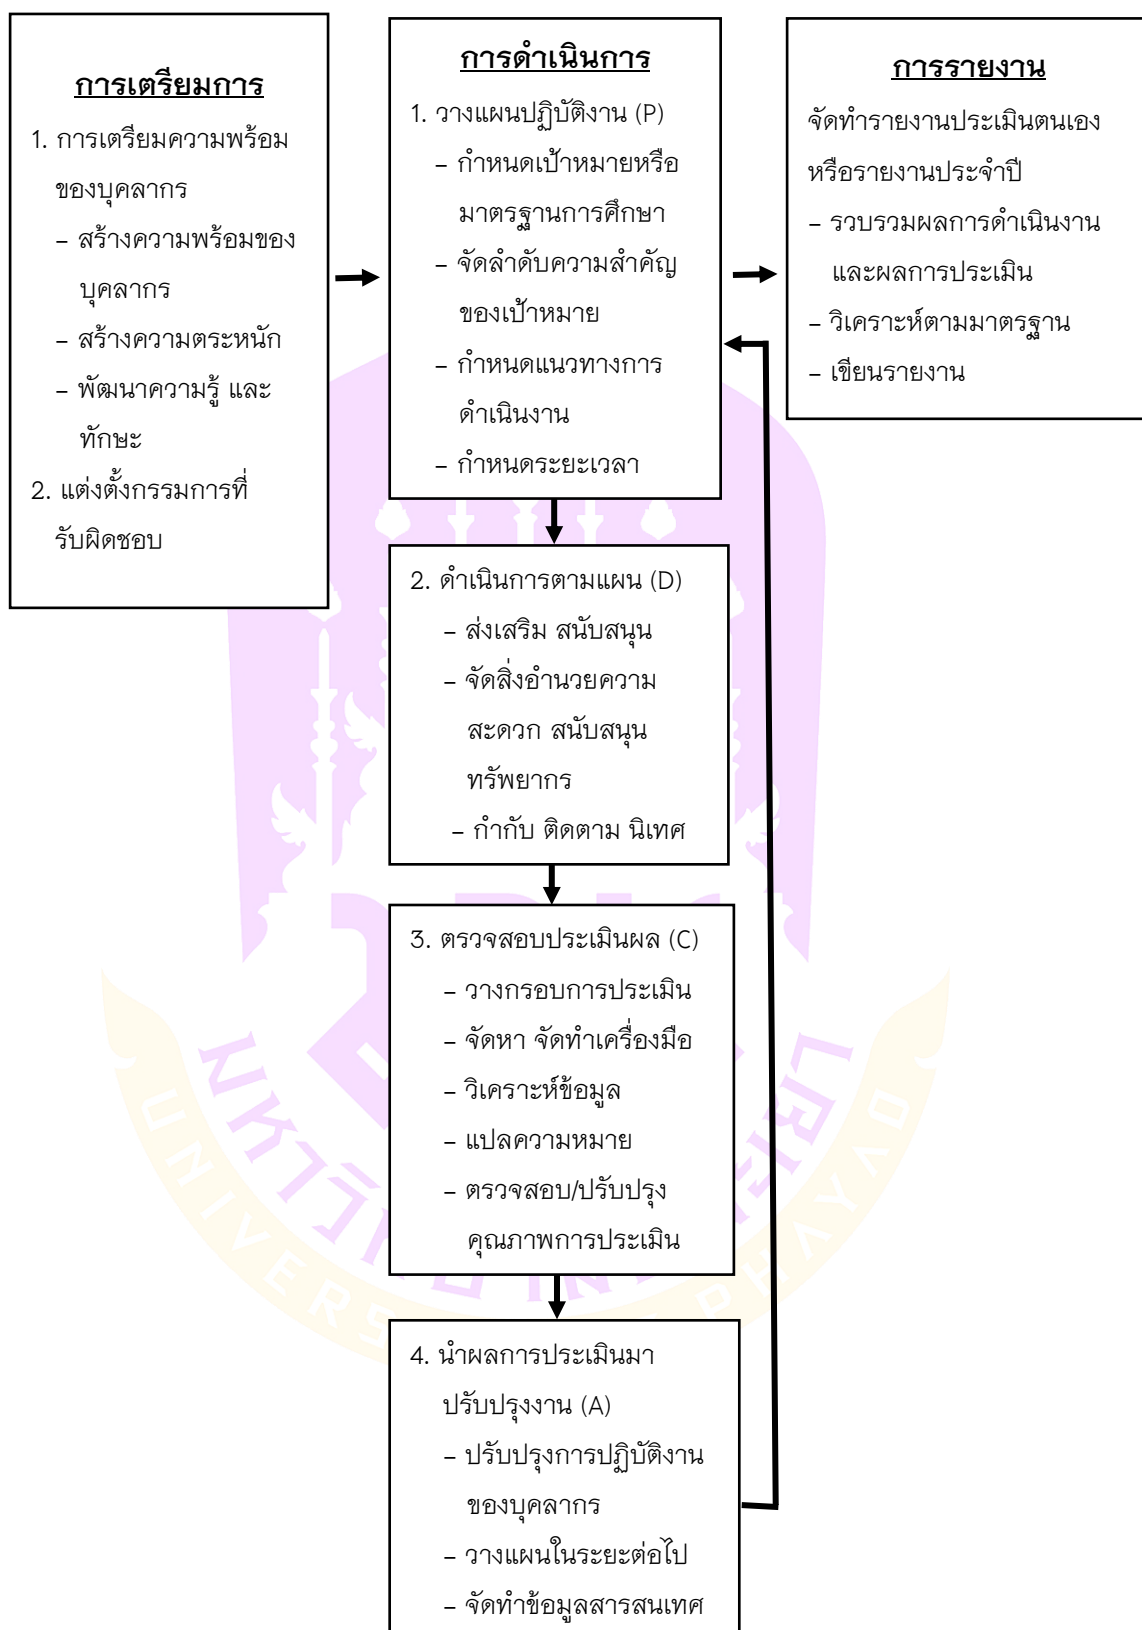 การเตรียมการ
1. การเตรียมความพร้อม
ของบุคลากร
– สร้างความพร้อมของ
บุคลากร
– สร้างความตระหนัก
– พัฒนาความรู้ และ
ทักษะ
2. แต่งตั้งกรรมการที่
รับผิดชอบ
การดำเนินการ
1. วางแผนปฏิบัติงาน (P)
– กำหนดเป้าหมายหรือ
มาตรฐานการศึกษา
– จัดลำดับความสำคัญ
ของเป้าหมาย
– กำหนดแนวทางการ
ดำเนินงาน
– กำหนดระยะเวลา
2. ดำเนินการตามแผน (D)
– ส่งเสริม สนับสนุน
– จัดสิ่งอำนวยความ
สะดวก สนับสนุน
ทรัพยากร
– กำกับ ติดตาม นิเทศ
3. ตรวจสอบประเมินผล (C)
– วางกรอบการประเมิน
– จัดหา จัดทำเครื่องมือ
– วิเคราะห์ข้อมูล
– แปลความหมาย
– ตรวจสอบ/ปรับปรุง
คุณภาพการประเมิน
4. นำผลการประเมินมา
ปรับปรุงงาน (A)
– ปรับปรุงการปฏิบัติงาน
ของบุคลากร
– วางแผนในระยะต่อไป
– จัดทำข้อมูลสารสนเทศ
การรายงาน
จัดทำรายงานประเมินตนเอง
หรือรายงานประจำปี
– รวบรวมผลการดำเนินงาน
และผลการประเมิน
– วิเคราะห์ตามมาตรฐาน
– เขียนรายงาน